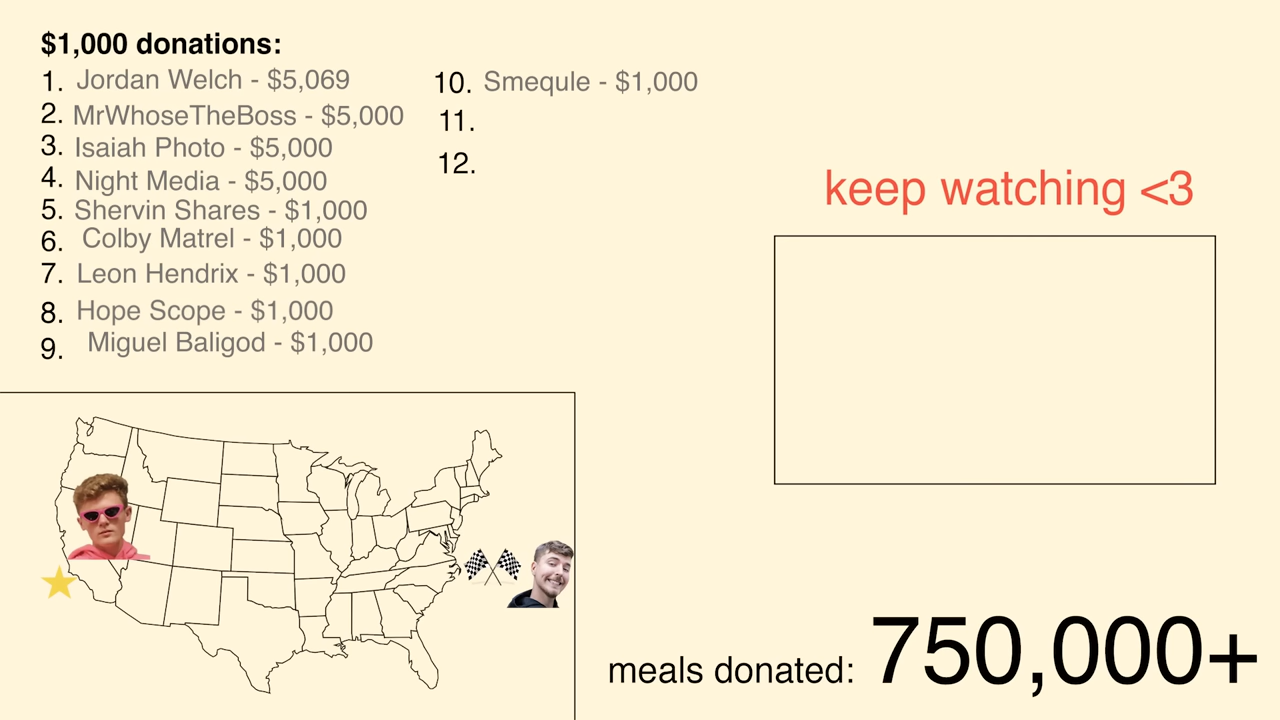 $1,000 donations:
1. Jordan Welch - $5,069
2. MrWhoseTheBoss - $5,000
3. Isaiah Photo - $5,000
4. Night Media - $5,000
5. Shervin Shares - $1,000
6. Colby Matrel - $1,000
7. Leon Hendrix - $1,000
8. Hope Scope - $1,000
9. Miguel Baligod - $1,000
10. Smequle - $1,000
11.
12.
keep watching <3
meals donated: 750,000+